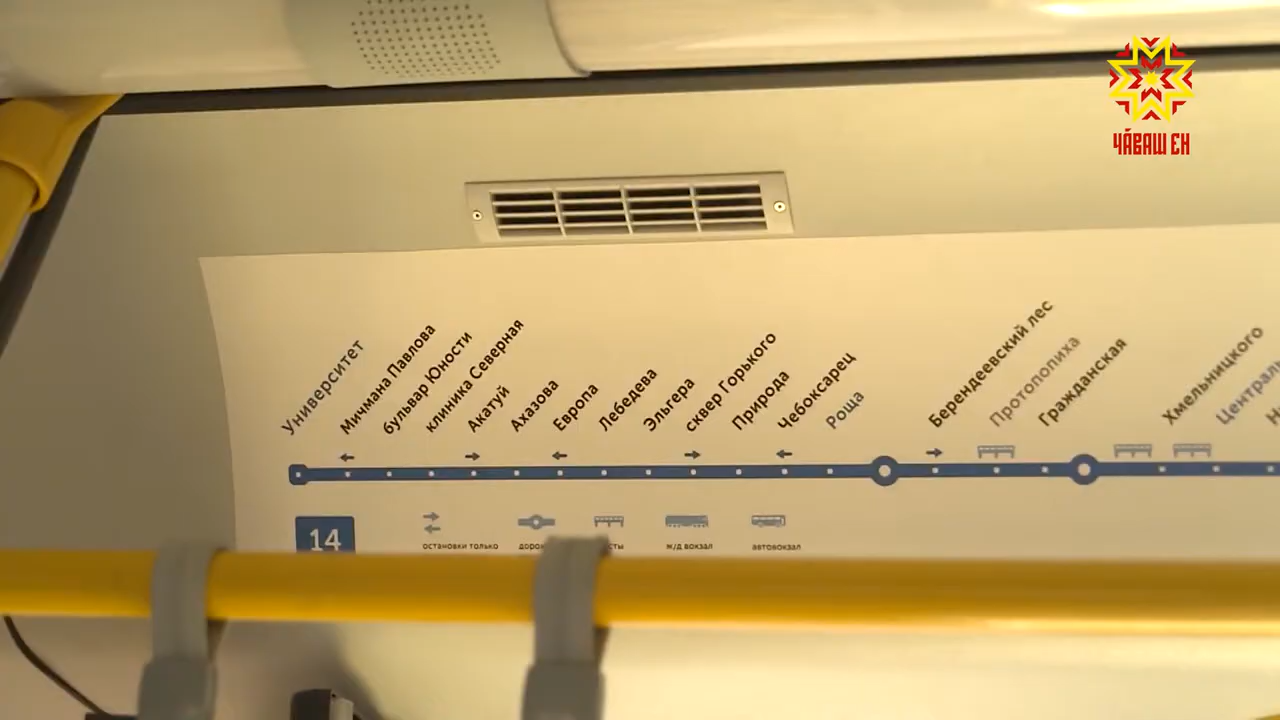 ЧӐВАШ ЕН
Университет
Мичмана Павлова
бульвар Юности
клиника Северная
Акатуй
Ахазова
Европа
Лебедева
Эльгера
сквер Горького
Природа
Чебоксарец
Роща
Берендеевский лес
Протопопиха
Гражданская
Хмельницкого
14
остановки только
ж/д вокзал
автовокзал